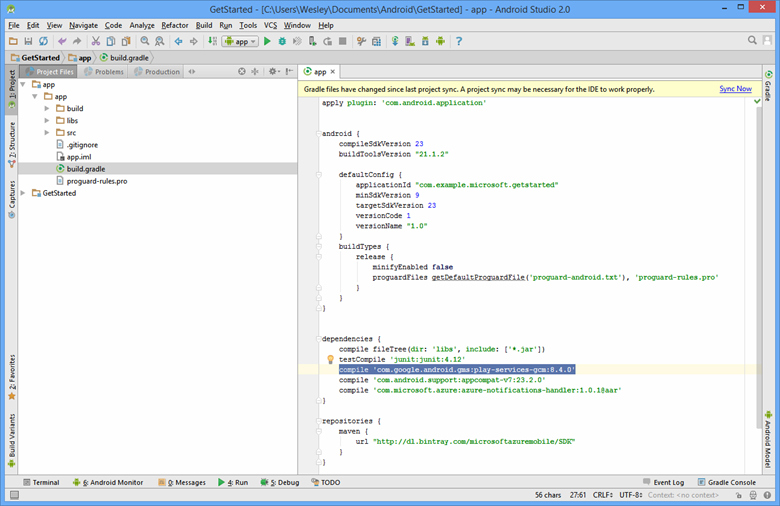 GetStarted - [C:\Users\Wesley\Documents\Android\GetStarted] - app - Android Studio 2.0
File Edit View Navigate Code Analyze Refactor Build Run Tools VCS Window Help
app
GetStarted app build.gradle
1: Project
7: Structure
Captures
2: Favorites
Build Variants
Project Files Problems Production
app
app
build
libs
src
.gitignore
app.iml
build.gradle
proguard-rules.pro
GetStarted
app
Gradle files have changed since last project sync. A project sync may be necessary for the IDE to work properly. Sync Now
apply plugin: 'com.android.application'
android {
compileSdkVersion 23
buildToolsVersion "21.1.2"
defaultConfig {
applicationId "com.example.microsoft.getstarted"
minSdkVersion 9
targetSdkVersion 23
versionCode 1
versionName "1.0"
}
buildTypes {
release {
minifyEnabled false
proguardFiles getDefaultProguardFile('proguard-android.txt'), 'proguard-rules.pro'
}
}
}
dependencies {
compile fileTree(dir: 'libs', include: ['*.jar'])
testCompile 'junit:junit:4.12'
compile 'com.google.android.gms:play-services-gcm:8.4.0'
compile 'com.android.support:appcompat-v7:23.2.0'
compile 'com.microsoft.azure:azure-notifications-handler:1.0.1@aar'
}
repositories {
maven {
url "http://dl.bintray.com/microsoftazuremobile/SDK"
}
}
Gradle
Android Model
Terminal 6: Android Monitor 0: Messages 4: Run 5: Debug TODO Event Log Gradle Console
56 chars 27:61 CRLF UTF-8 Context: <no context>